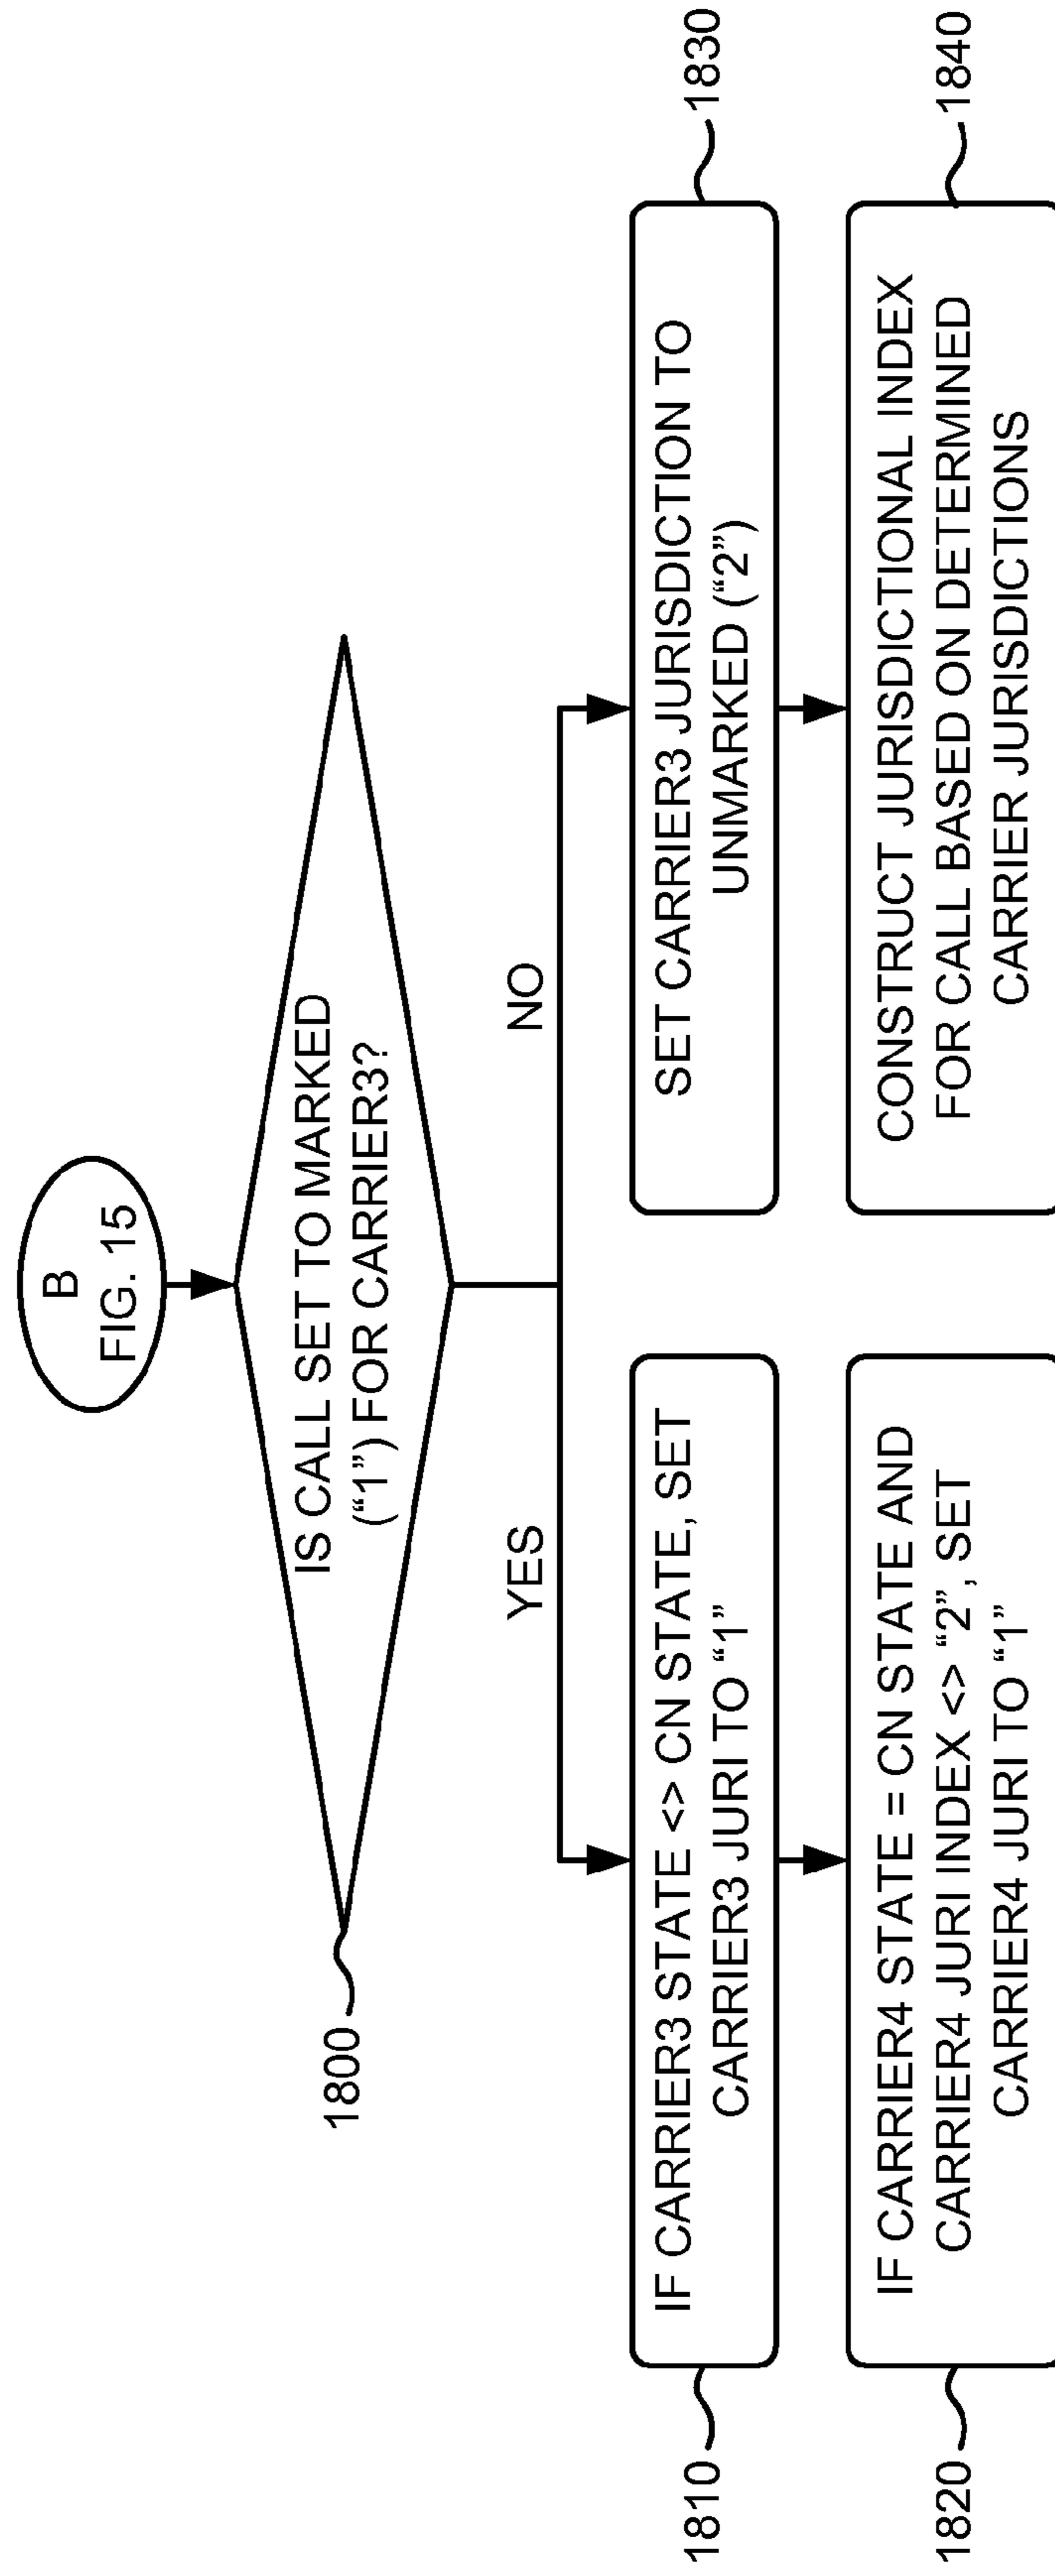 B
FIG. 15
1800
IS CALL SET TO MARKED
(“1”) FOR CARRIER3?
YES
NO
1810
IF CARRIER3 STATE <> CN STATE, SET
CARRIER3 JURI TO “1”
1820
IF CARRIER4 STATE = CN STATE AND
CARRIER4 JURI INDEX <> “2”, SET
CARRIER4 JURI TO “1”
SET CARRIER3 JURISDICTION TO
UNMARKED (“2”)
1830
CONSTRUCT JURISDICTIONAL INDEX
FOR CALL BASED ON DETERMINED
CARRIER JURISDICTIONS
1840